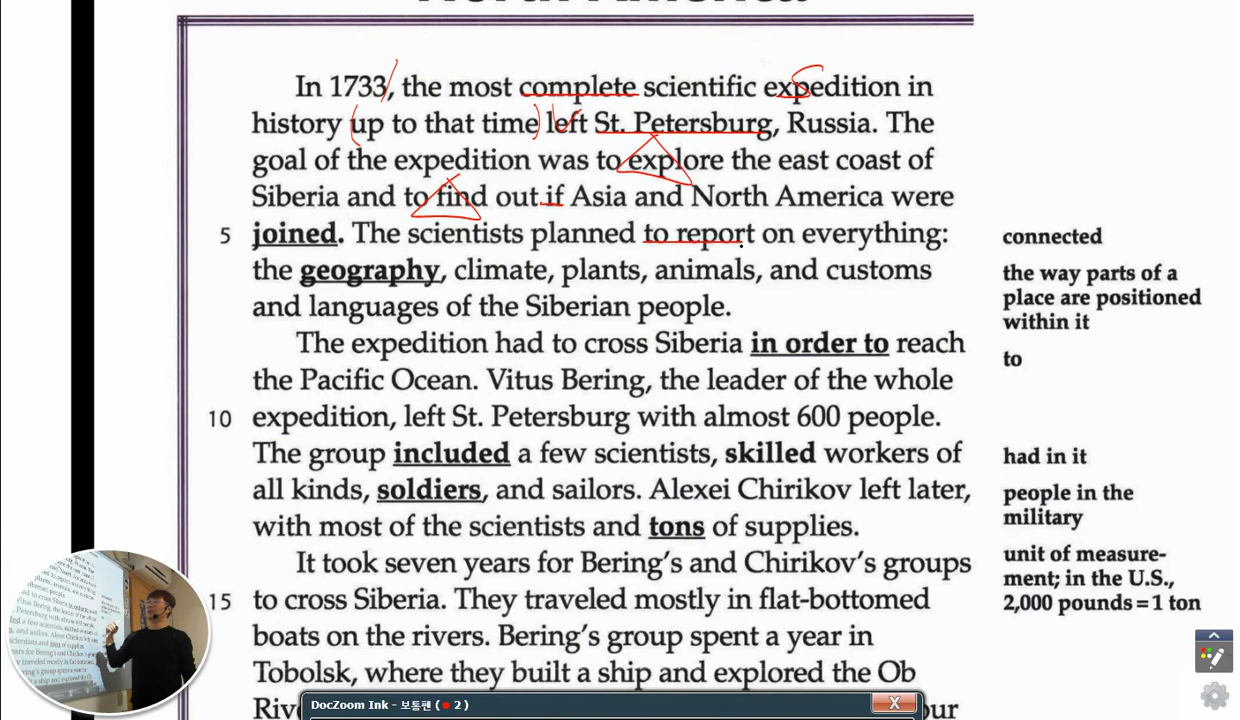 North America
In 1733, the most complete scientific expedition in
history up to that time left St. Petersburg, Russia. The
goal of the expedition was to explore the east coast of
Siberia and to find out if Asia and North America were
5 joined. The scientists planned to report on everything:
the geography, climate, plants, animals, and customs
and languages of the Siberian people.
The expedition had to cross Siberia in order to reach
the Pacific Ocean. Vitus Bering, the leader of the whole
10 expedition, left St. Petersburg with almost 600 people.
The group included a few scientists, skilled workers of
all kinds, soldiers, and sailors. Alexei Chirikov left later,
with most of the scientists and tons of supplies.
It took seven years for Bering's and Chirikov's groups
15 to cross Siberia. They traveled mostly in flat-bottomed
boats on the rivers. Bering's group spent a year in
Tobolsk, where they built a ship and explored the Ob
connected
the way parts of a
place are positioned
within it
to
had in it
people in the
military
unit of measure-
ment; in the U.S.,
2,000 pounds = 1 ton
DocZoom Ink - 보통펜 ( 2 )
X